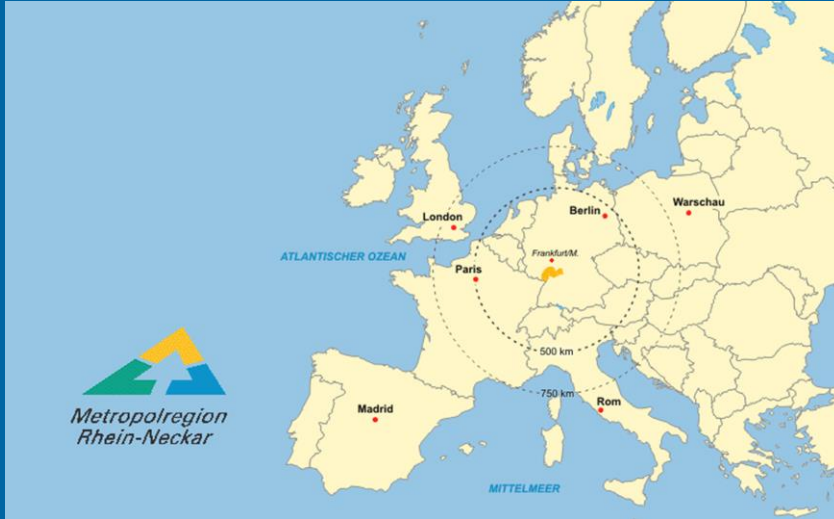 London
Berlin
Warschau
ATLANTISCHER OZEAN
Frankfurt/M.
Paris
500 km
750 km
Metropolregion
Rhein-Neckar
Madrid
Rom
MITTELMEER